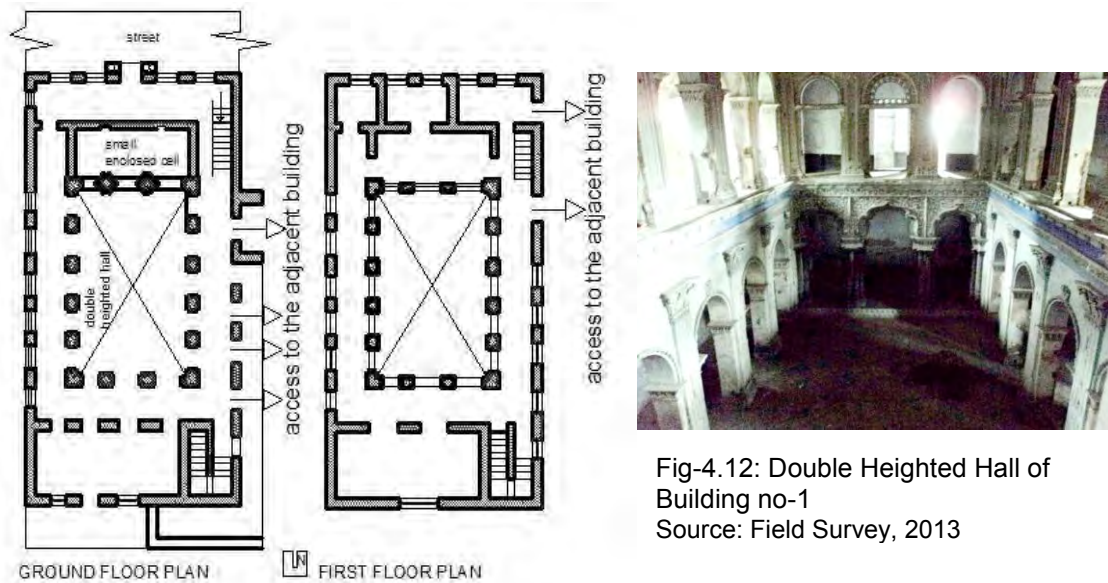 street
small
enclosed cell
double
heighted hall
access to the adjacent building
GROUND FLOOR PLAN
access to the adjacent building
N
FIRST FLOOR PLAN
Fig-4.12: Double Heighted Hall of
Building no-1
Source: Field Survey, 2013